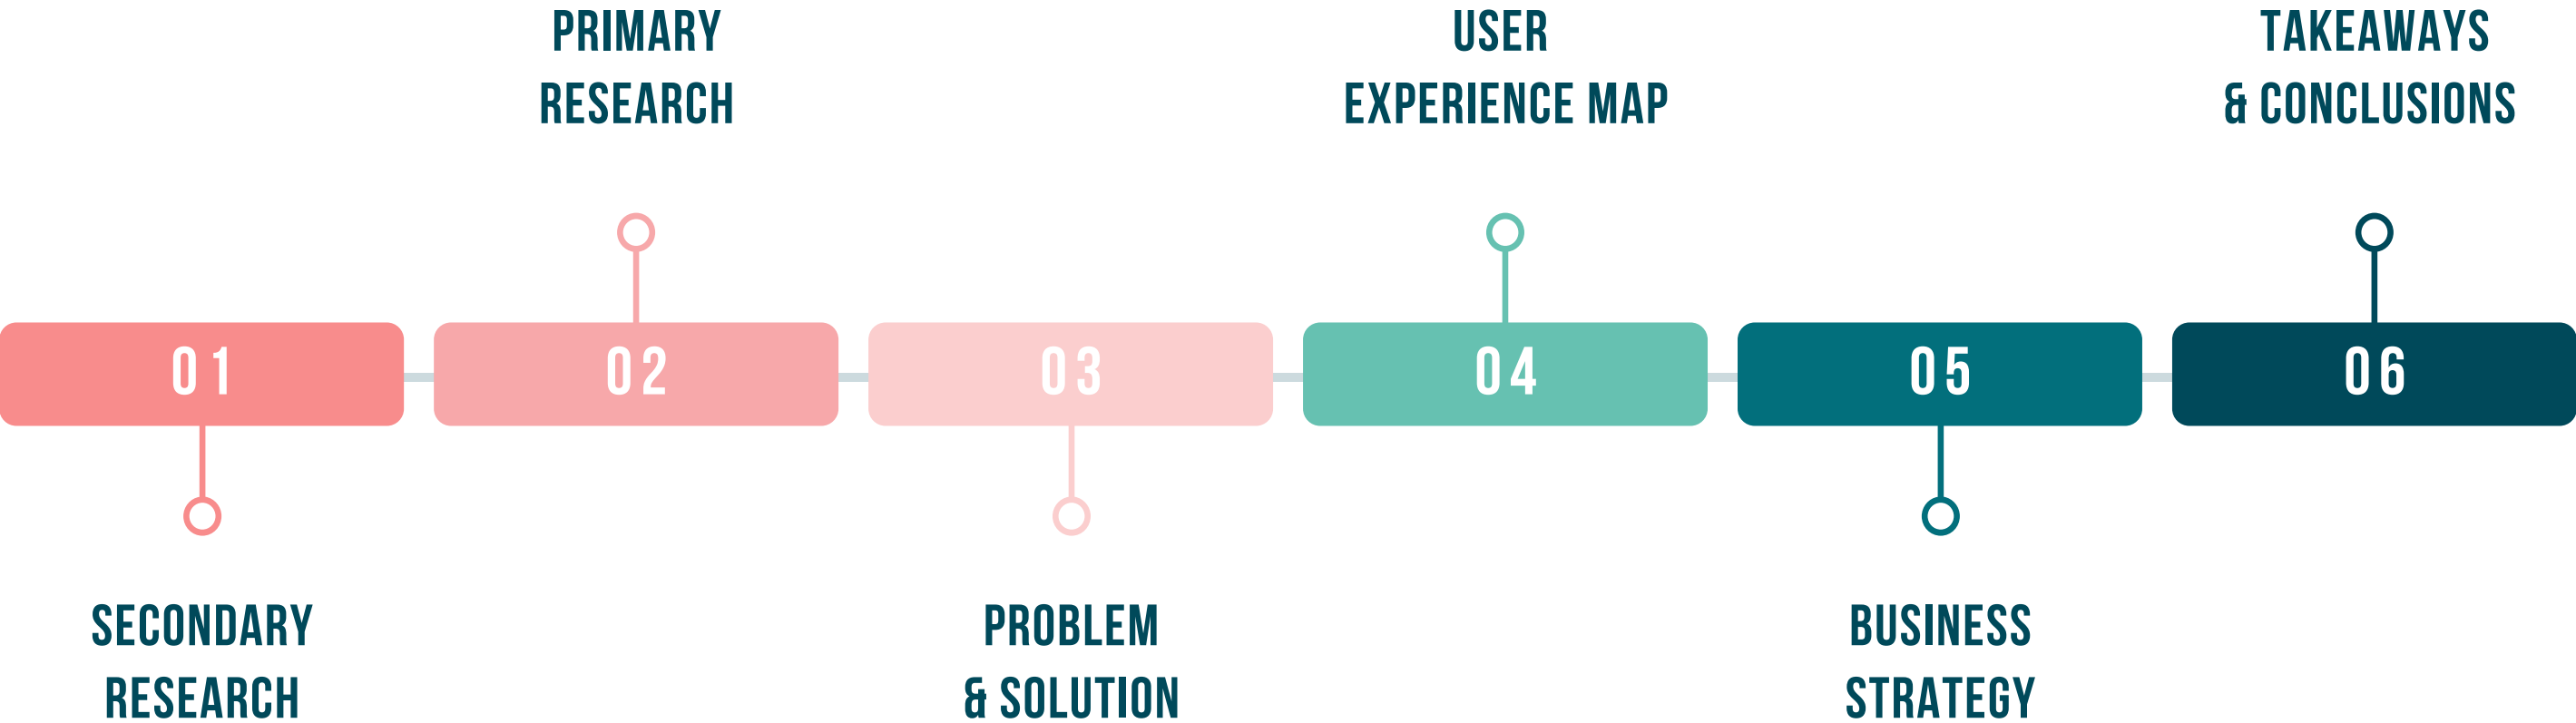 PRIMARY
RESEARCH
USER
EXPERIENCE MAP
TAKEAWAYS
& CONCLUSIONS
01
02
03
04
05
06
SECONDARY
RESEARCH
PROBLEM
& SOLUTION
BUSINESS
STRATEGY